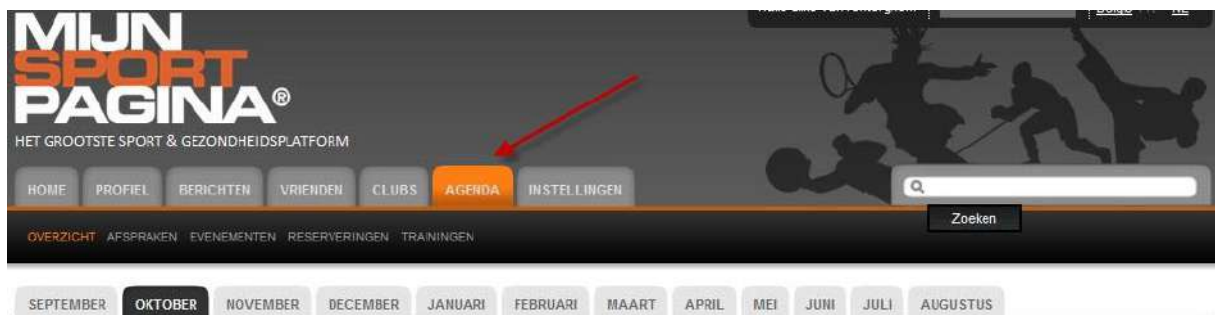 MIJN
SPORT
PAGINA®
HET GROOTSTE SPORT & GEZONDHEIDSPLATFORM
HOME PROFIEL BERICHTEN VRIENDEN CLUBS AGENDA INSTELLINGEN
Zoeken
OVERZICHT AFSPRAKEN EVENEMENTEN RESERVERINGEN TRAININGEN
SEPTEMBER OKTOBER NOVEMBER DECEMBER JANUARI FEBRUARI MAART APRIL MEI JUNI JULI AUGUSTUS